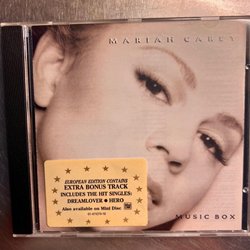 MARIAH CAREY
EUROPEAN EDITION CONTAINS
EXTRA BONUS TRACK
INCLUDES THE HIT SINGLES:
DREAMLOVER ● HERO
Also available on Mini Disc
MUSIC BOX